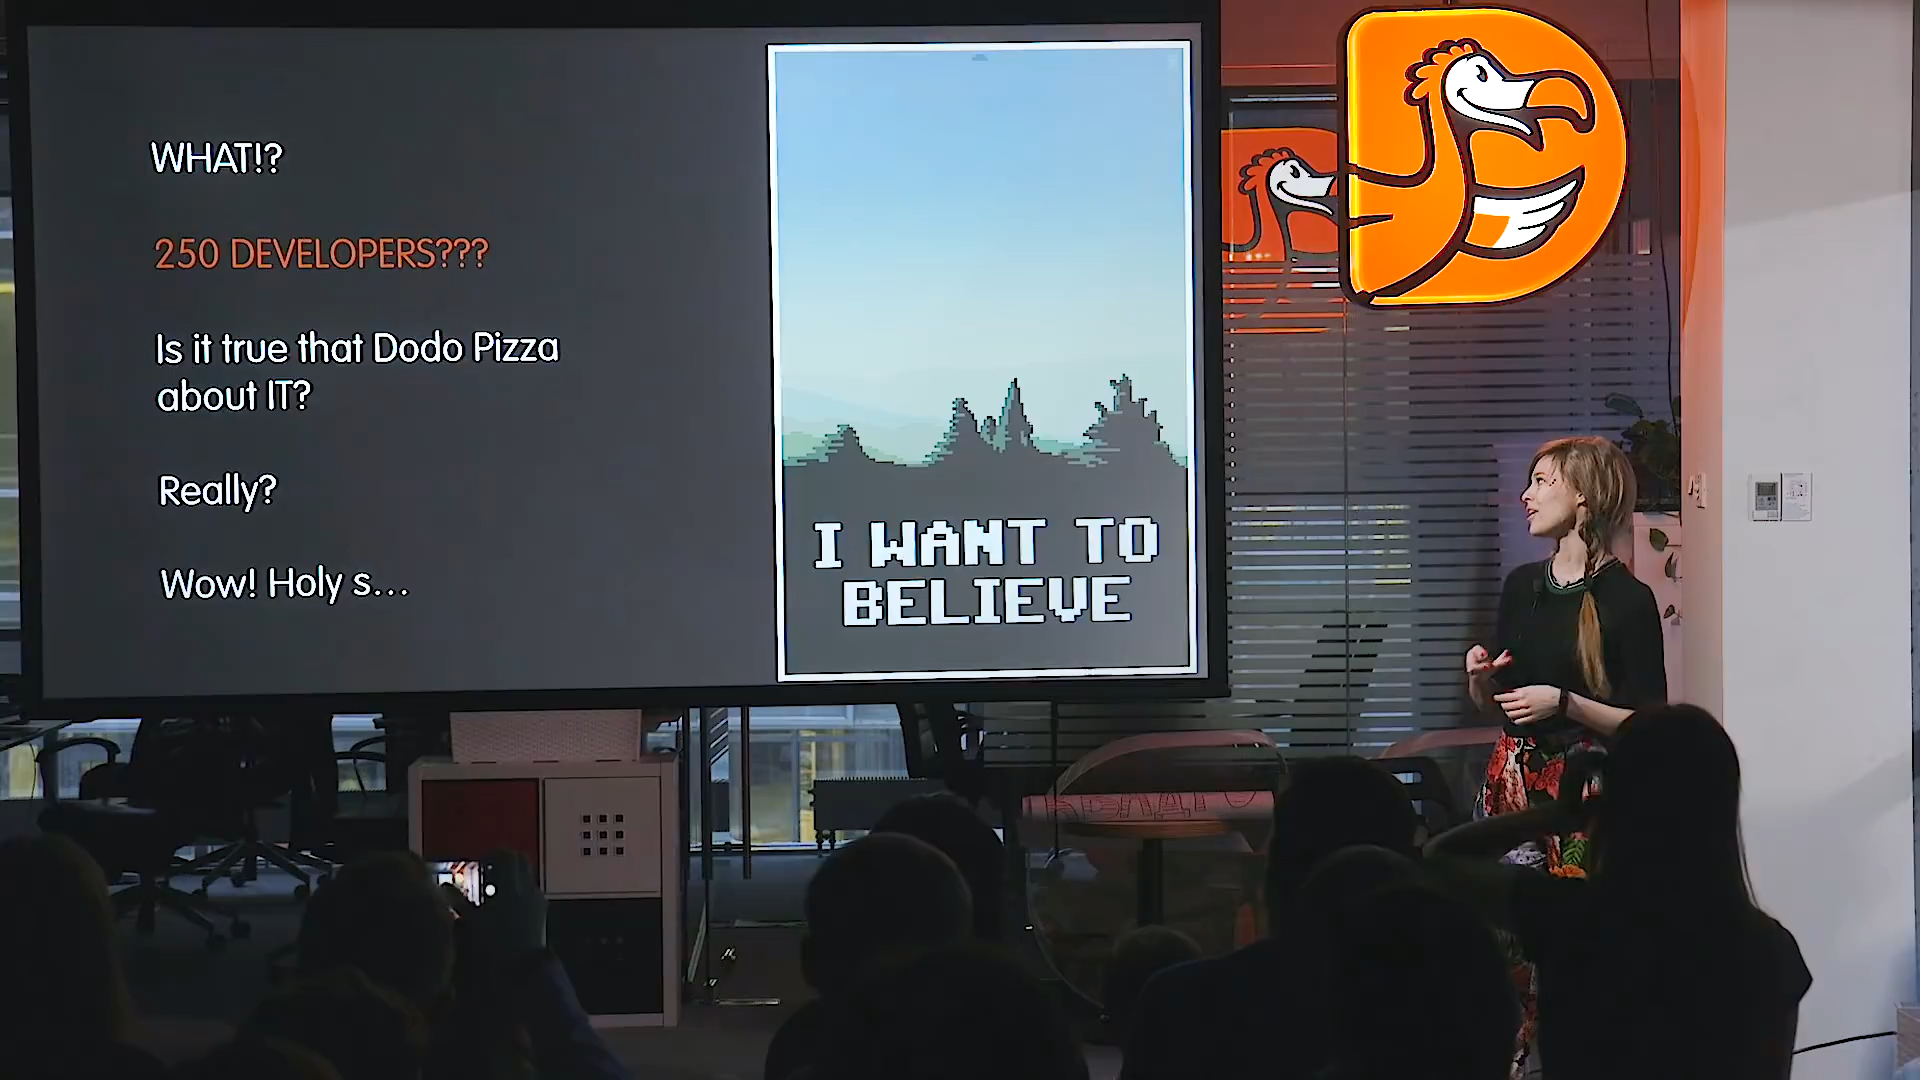 WHAT!?
250 DEVELOPERS???
Is it true that Dodo Pizza
about IT?
Really?
Wow! Holy s...
I WANT TO
BELIEVE